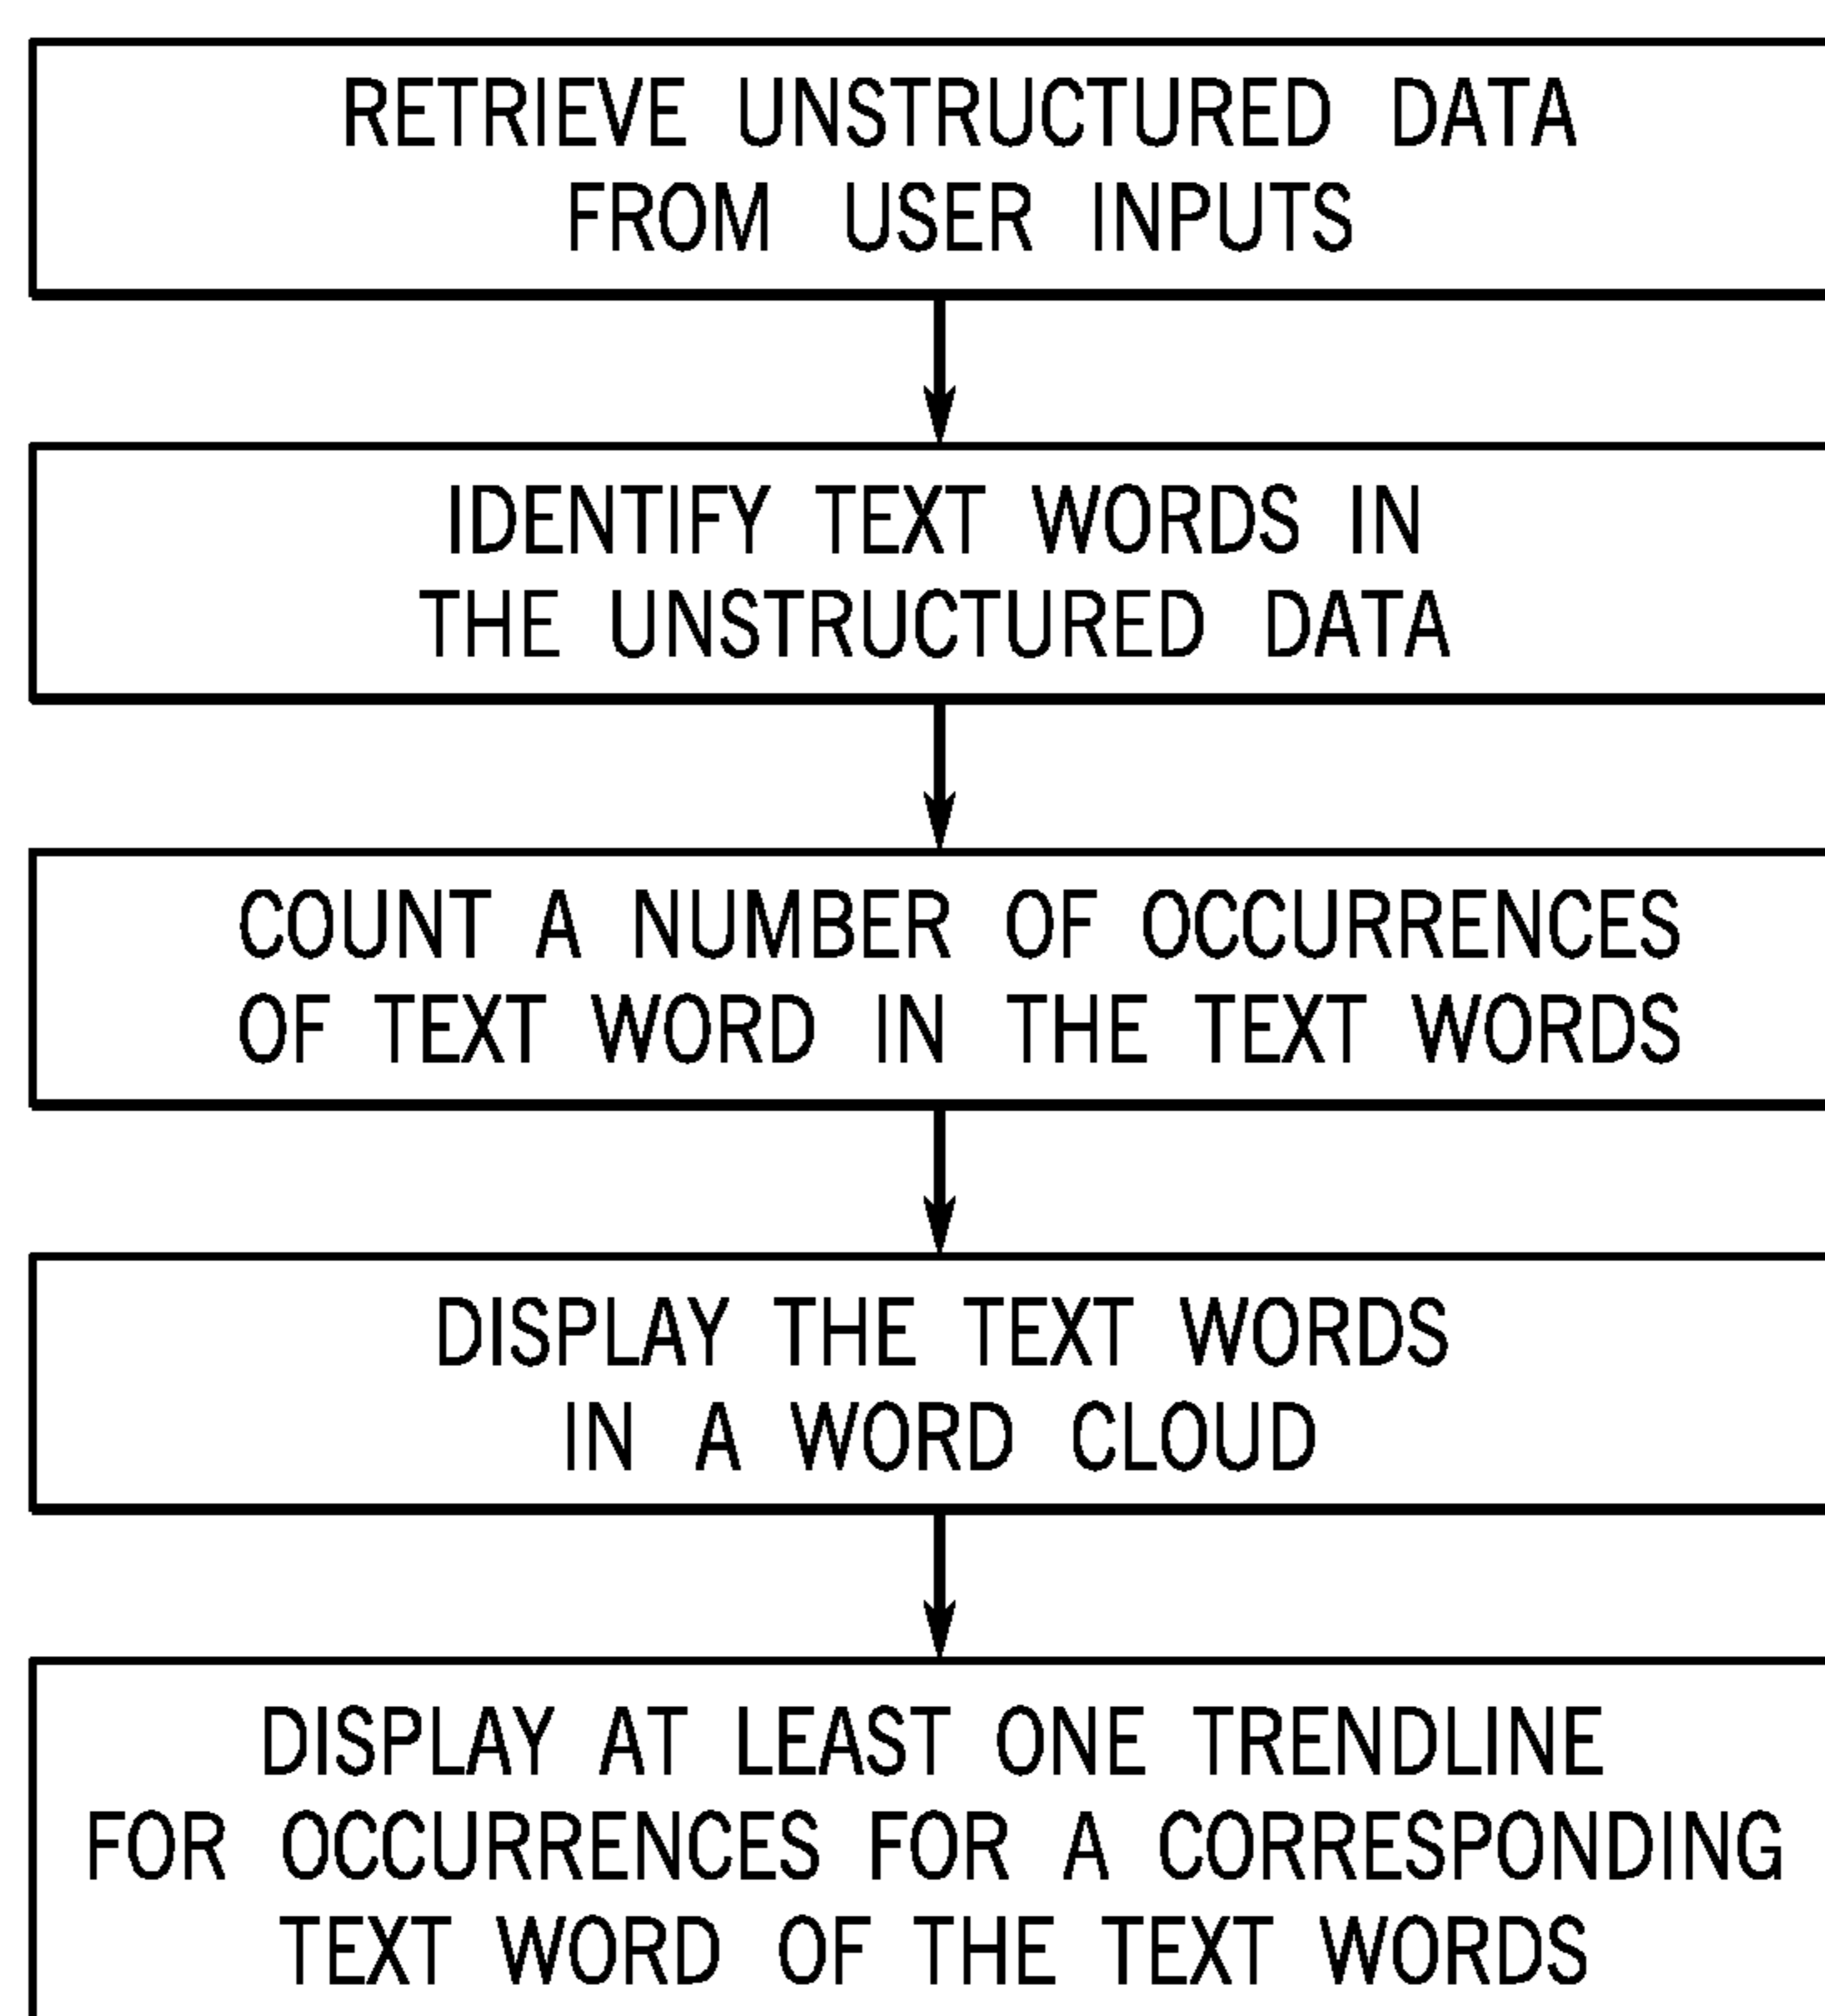 RETRIEVE UNSTRUCTURED DATA
FROM USER INPUTS
IDENTIFY TEXT WORDS IN
THE UNSTRUCTURED DATA
COUNT A NUMBER OF OCCURRENCES
OF TEXT WORD IN THE TEXT WORDS
DISPLAY THE TEXT WORDS
IN A WORD CLOUD
DISPLAY AT LEAST ONE TRENDLINE
FOR OCCURRENCES FOR A CORRESPONDING
TEXT WORD OF THE TEXT WORDS